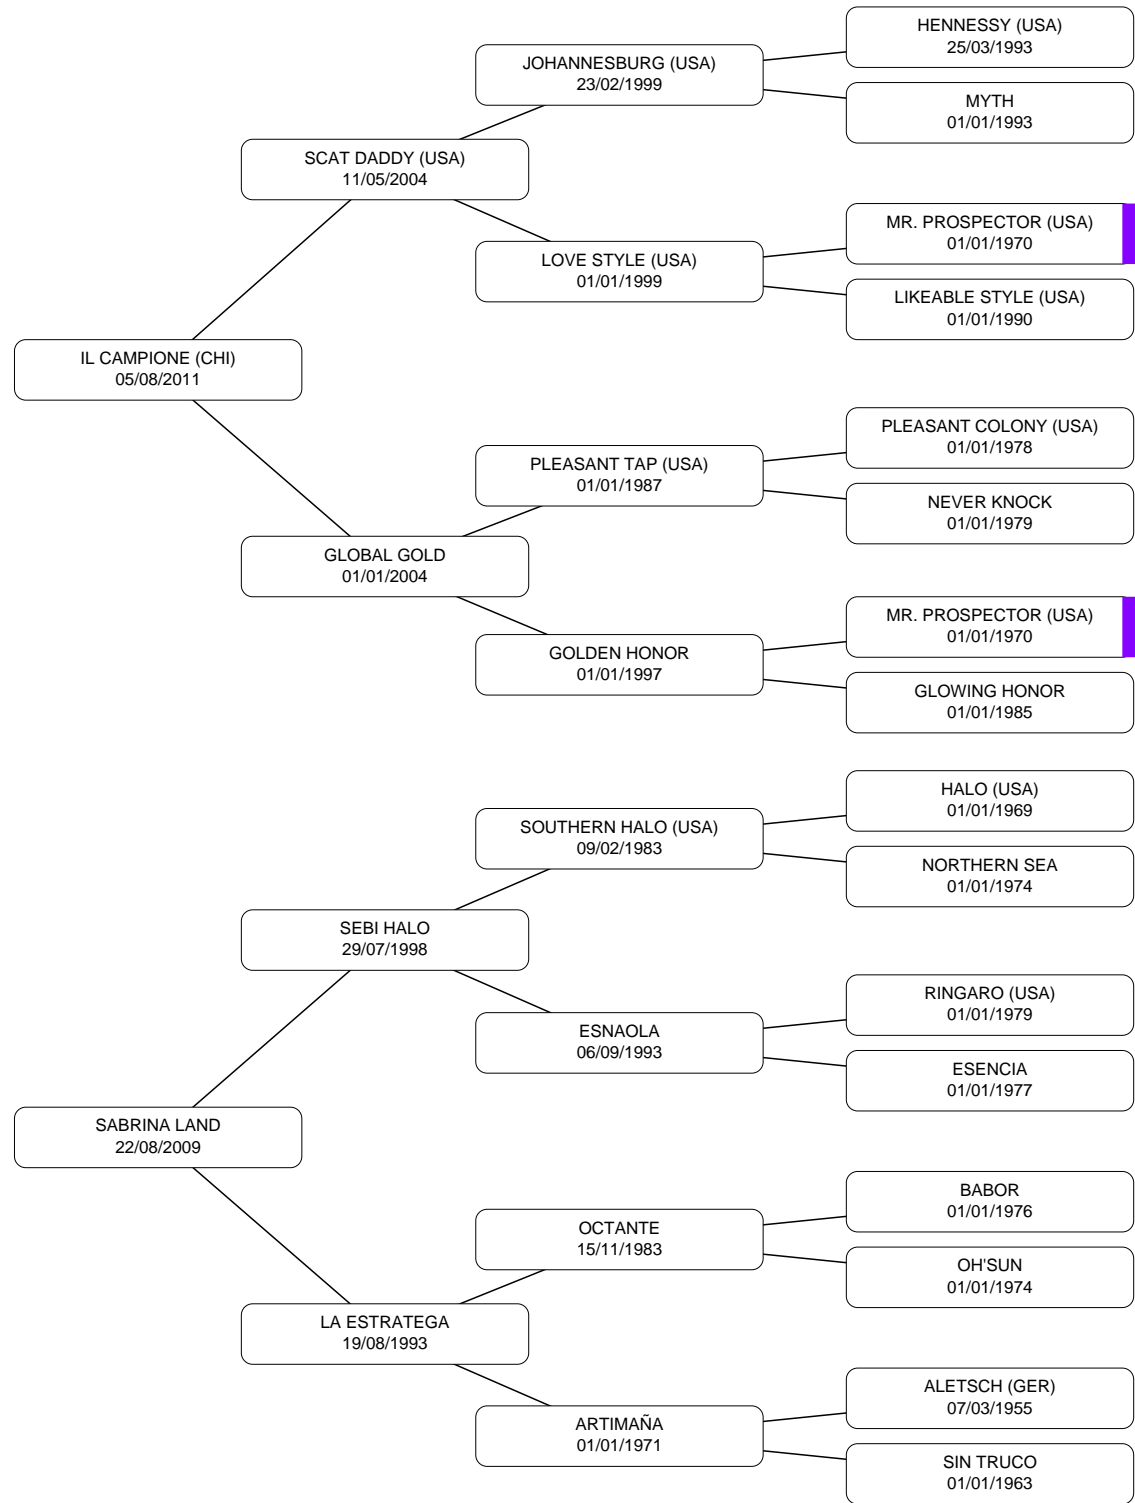 HENNESSY (USA)
25/03/1993
JOHANNESBURG (USA)
23/02/1999
MYTH
01/01/1993
SCAT DADDY (USA)
11/05/2004
MR. PROSPECTOR (USA)
01/01/1970
LOVE STYLE (USA)
01/01/1999
LIKEABLE STYLE (USA)
01/01/1990
IL CAMPIONE (CHI)
05/08/2011
PLEASANT COLONY (USA)
01/01/1978
PLEASANT TAP (USA)
01/01/1987
NEVER KNOCK
01/01/1979
GLOBAL GOLD
01/01/2004
MR. PROSPECTOR (USA)
01/01/1970
GOLDEN HONOR
01/01/1997
GLOWING HONOR
01/01/1985
HALO (USA)
01/01/1969
SOUTHERN HALO (USA)
09/02/1983
NORTHERN SEA
01/01/1974
SEBI HALO
29/07/1998
RINGARO (USA)
01/01/1979
ESNAOLA
06/09/1993
ESENCIA
01/01/1977
SABRINA LAND
22/08/2009
BABOR
01/01/1976
OCTANTE
15/11/1983
OH'SUN
01/01/1974
LA ESTRATEGA
19/08/1993
ALETSCH (GER)
07/03/1955
ARTIMAÑA
01/01/1971
SIN TRUCO
01/01/1963